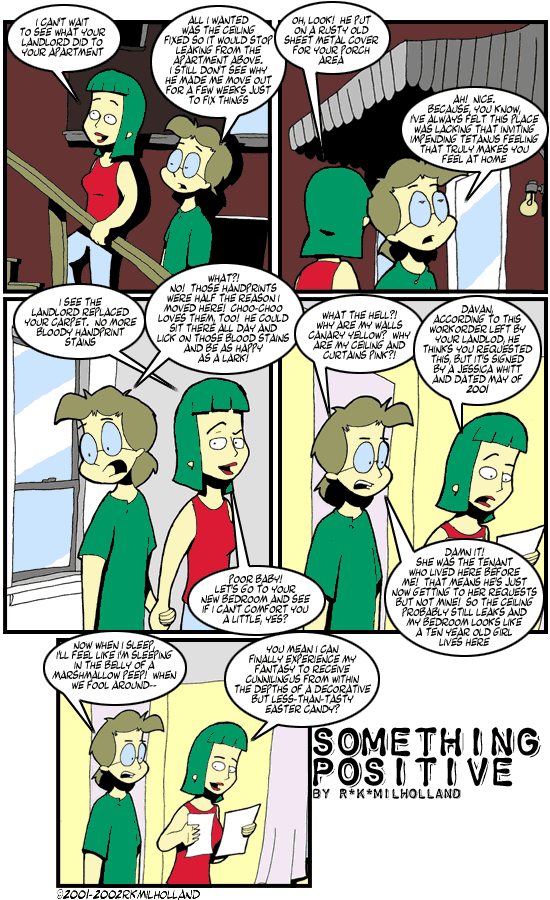 I CAN'T WAIT
TO SEE WHAT YOUR
LANDLORD DID TO
YOUR APARTMENT
ALL I WANTED
WAS THE CEILING
FIXED SO IT WOULD STOP
LEAKING FROM THE
APARTMENT ABOVE.
I STILL DON'T SEE WHY
HE MADE ME MOVE OUT
FOR A FEW WEEKS JUST
TO FIX THINGS
OH, LOOK! HE PUT
ON A RUSTY OLD
SHEET METAL COVER
FOR YOUR PORCH
AREA
AH! NICE.
BECAUSE, YOU KNOW,
I'VE ALWAYS FELT THIS PLACE
WAS LACKING THAT INVITING
IMPENDING TETANUS FEELING
THAT TRULY MAKES YOU
FEEL AT HOME
I SEE THE
LANDLORD REPLACED
YOUR CARPET. NO MORE
BLOODY HANDPRINT
STAINS
WHAT?!
NO! THOSE HANDPRINTS
WERE HALF THE REASON I
MOVED HERE! CHOO-CHOO
LOVES THEM, TOO! HE COULD
SIT THERE ALL DAY AND
LICK ON THOSE BLOOD STAINS
AND BE AS HAPPY
AS A LARK!
POOR BABY!
LET'S GO TO YOUR
NEW BEDROOM AND SEE
IF I CAN'T COMFORT YOU
A LITTLE, YES?
WHAT THE HELL?!
WHY ARE MY WALLS
CANARY YELLOW? WHY
ARE MY CEILING AND
CURTAINS PINK?!
DAVAN,
ACCORDING TO THIS
WORKORDER LEFT BY
YOUR LANDLOD, HE
THINKS YOU REQUESTED
THIS, BUT IT'S SIGNED
BY A JESSICA WHITT
AND DATED MAY OF
2001
DAMN IT!
SHE WAS THE TENANT
WHO LIVED HERE BEFORE
ME! THAT MEANS HE'S JUST
NOW GETTING TO HER REQUESTS
BUT NOT MINE! SO THE CEILING
PROBABLY STILL LEAKS AND
MY BEDROOM LOOKS LIKE
A TEN YEAR OLD GIRL
LIVES HERE
NOW WHEN I SLEEP,
I'LL FEEL LIKE I'M SLEEPING
IN THE BELLY OF A
MARSHMALLOW PEEP! WHEN
WE FOOL AROUND--
YOU MEAN I CAN
FINALLY EXPERIENCE MY
FANTASY TO RECEIVE
CUNNILINGUS FROM WITHIN
THE DEPTHS OF A DECORATIVE
BUT LESS-THAN-TASTY
EASTER CANDY?
SOMETHING
POSITIVE
BY R*K*MILHOLLAND
©2001-2002RKMILHOLLAND